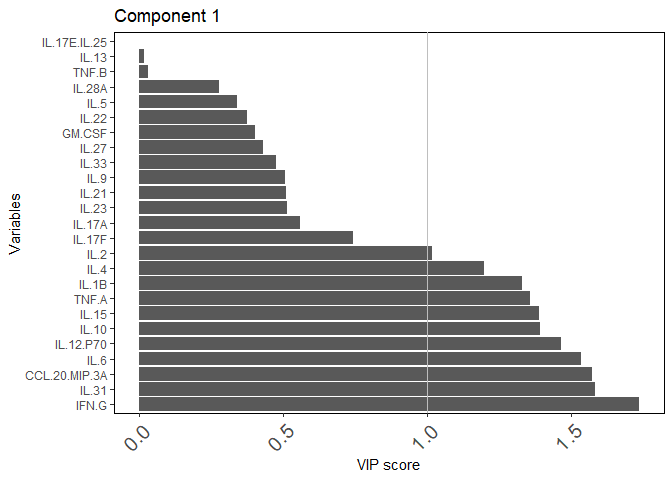 Component 1
Variables
IL.17E.IL.25
IL.13
TNF.B
IL.28A
IL.5
IL.22
GM.CSF
IL.27
IL.33
IL.9
IL.21
IL.23
IL.17A
IL.17F
IL.2
IL.4
IL.1B
TNF.A
IL.15
IL.10
IL.12.P70
IL.6
CCL.20.MIP.3A
IL.31
IFN.G
0.0 0.5 1.0 1.5
VIP score